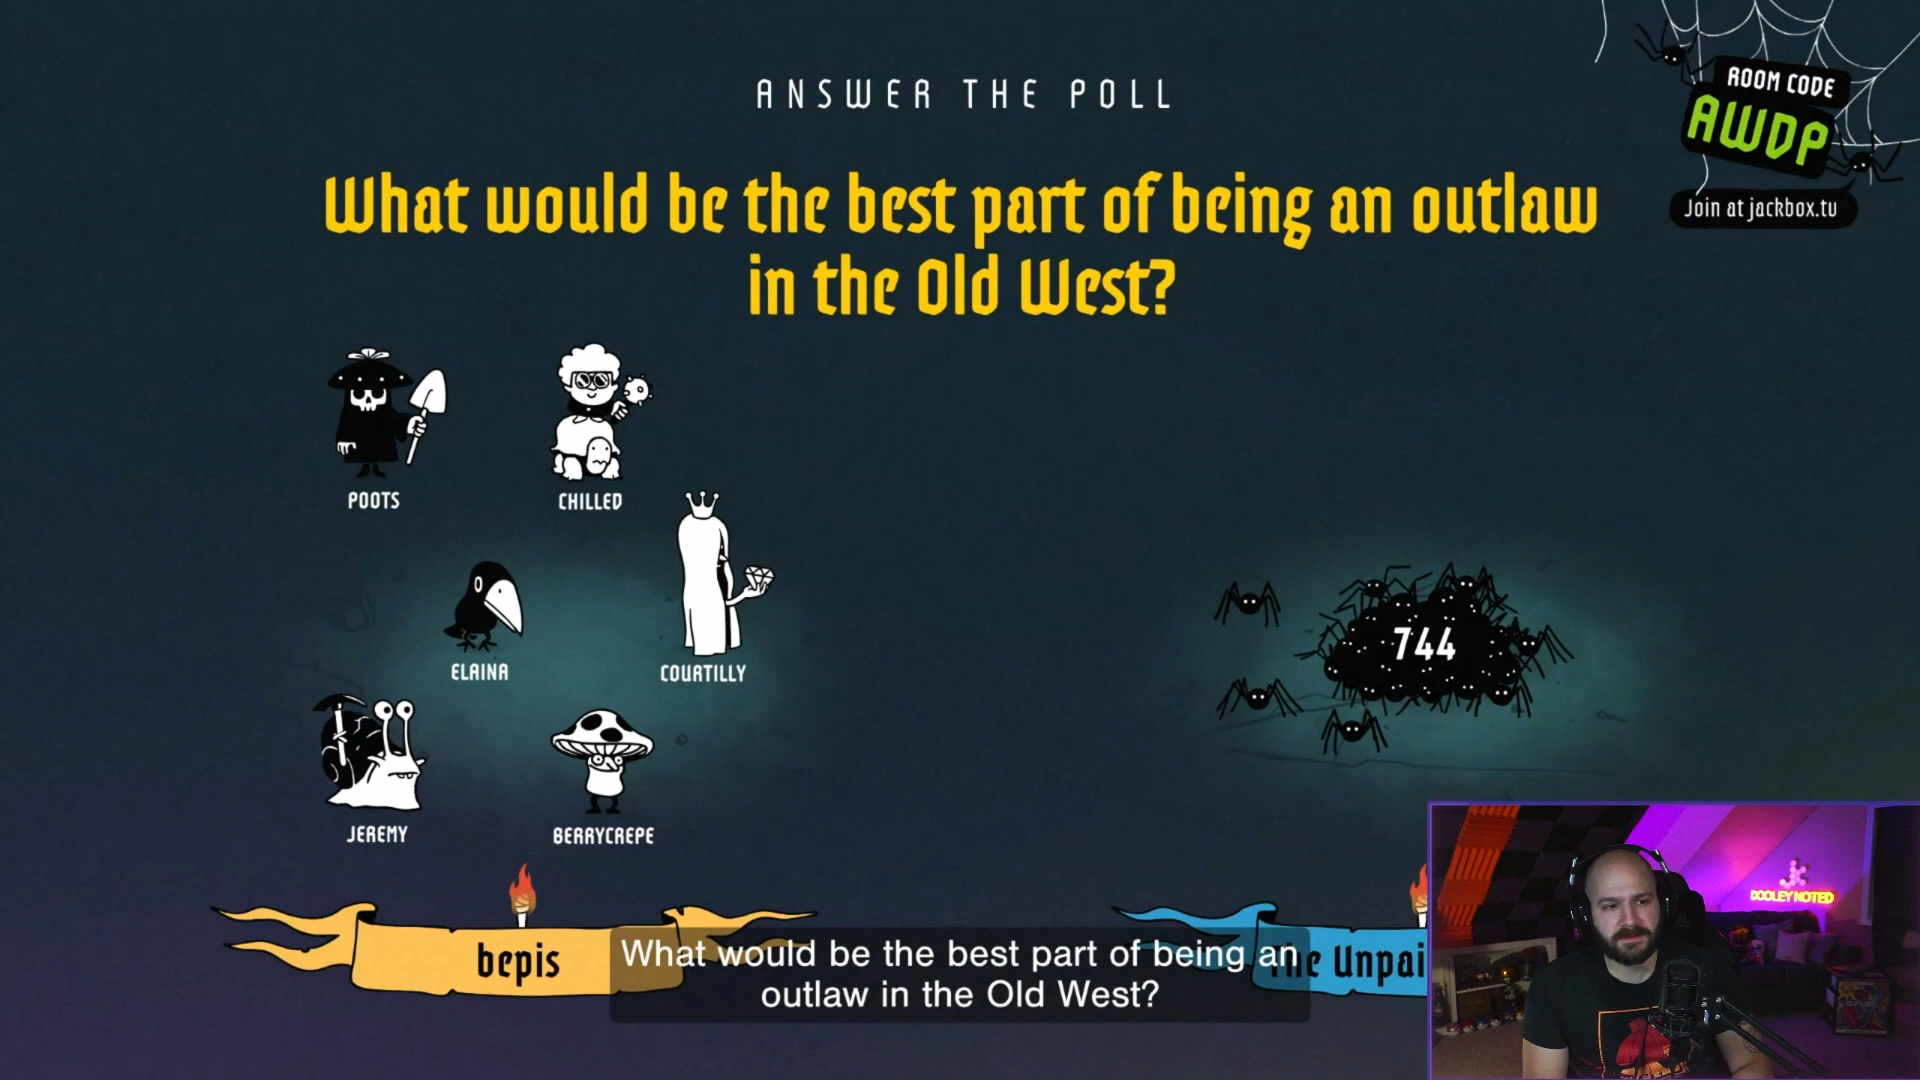 ANSWER THE POLL
ROOM CODE
AWDP
Join at jackbox.tv
What would be the best part of being an outlaw
in the Old West?
POOTS
CHILLED
ELAINA
COURTILLY
744
JEREMY
BERRYCREPE
DOOLEY NOTED
bepis
The Unpai
What would be the best part of being an
outlaw in the Old West?